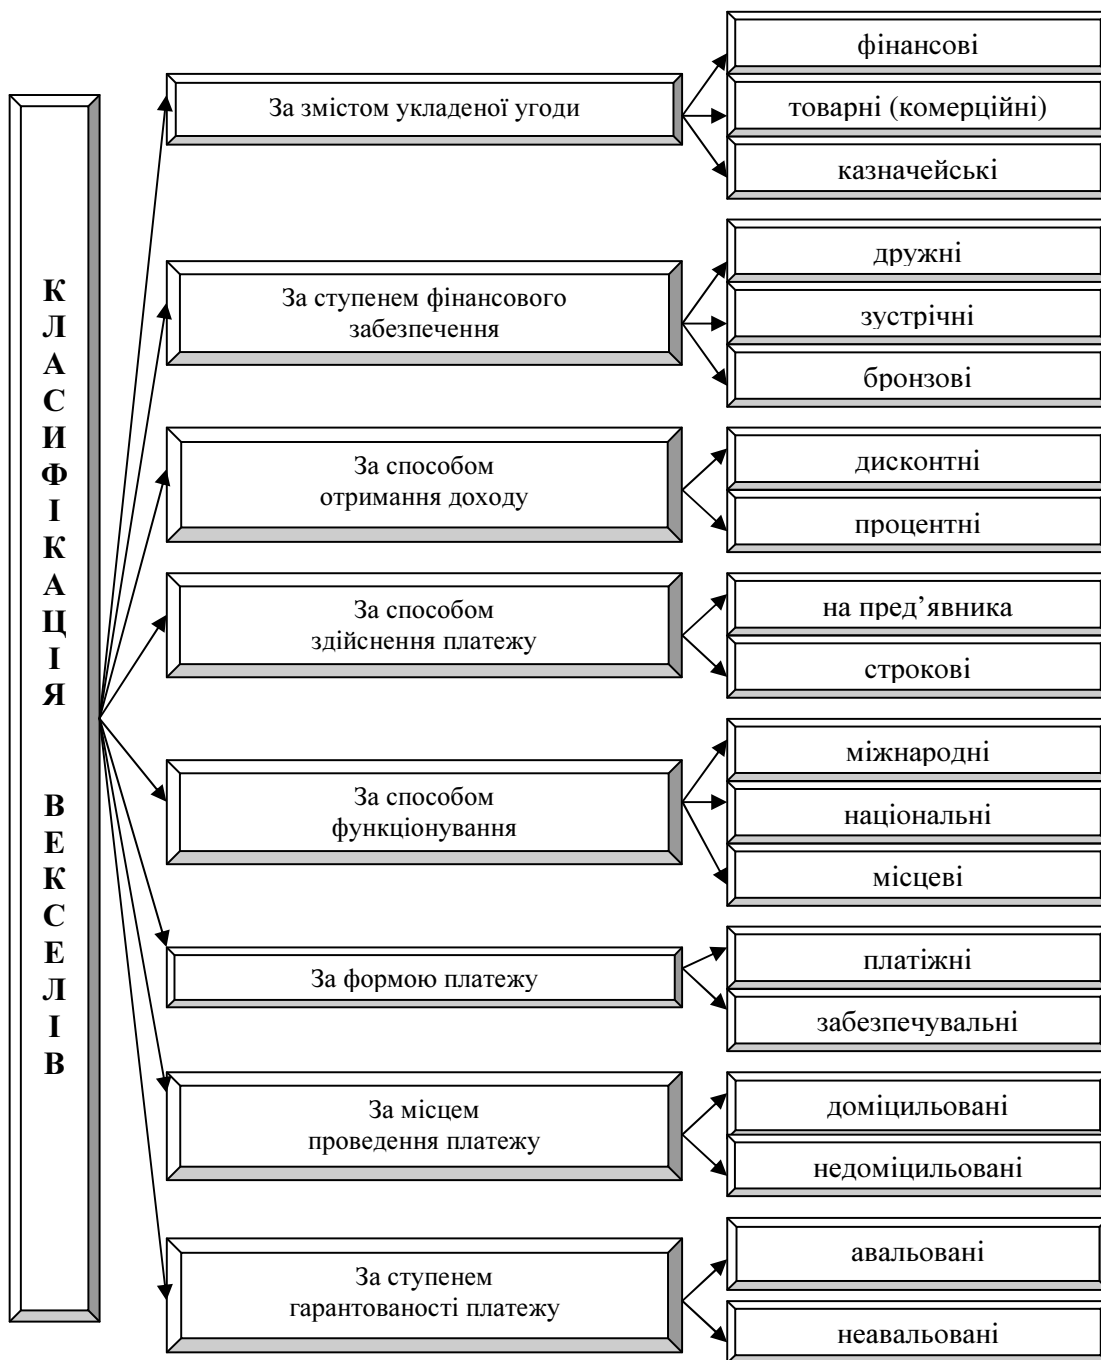 КЛАСИФІКАЦІЯ ВЕКСЕЛІВ
За змістом укладеної угоди
фінансові
товарні (комерційні)
казначейські
За ступенем фінансового
забезпечення
дружні
зустрічні
бронзові
За способом
отримання доходу
дисконтні
процентні
За способом
здійснення платежу
на пред’явника
строкові
За способом
функціонування
міжнародні
національні
місцеві
За формою платежу
платіжні
забезпечувальні
За місцем
проведення платежу
доміцильовані
недоміцильовані
За ступенем
гарантованості платежу
авальовані
неавальовані